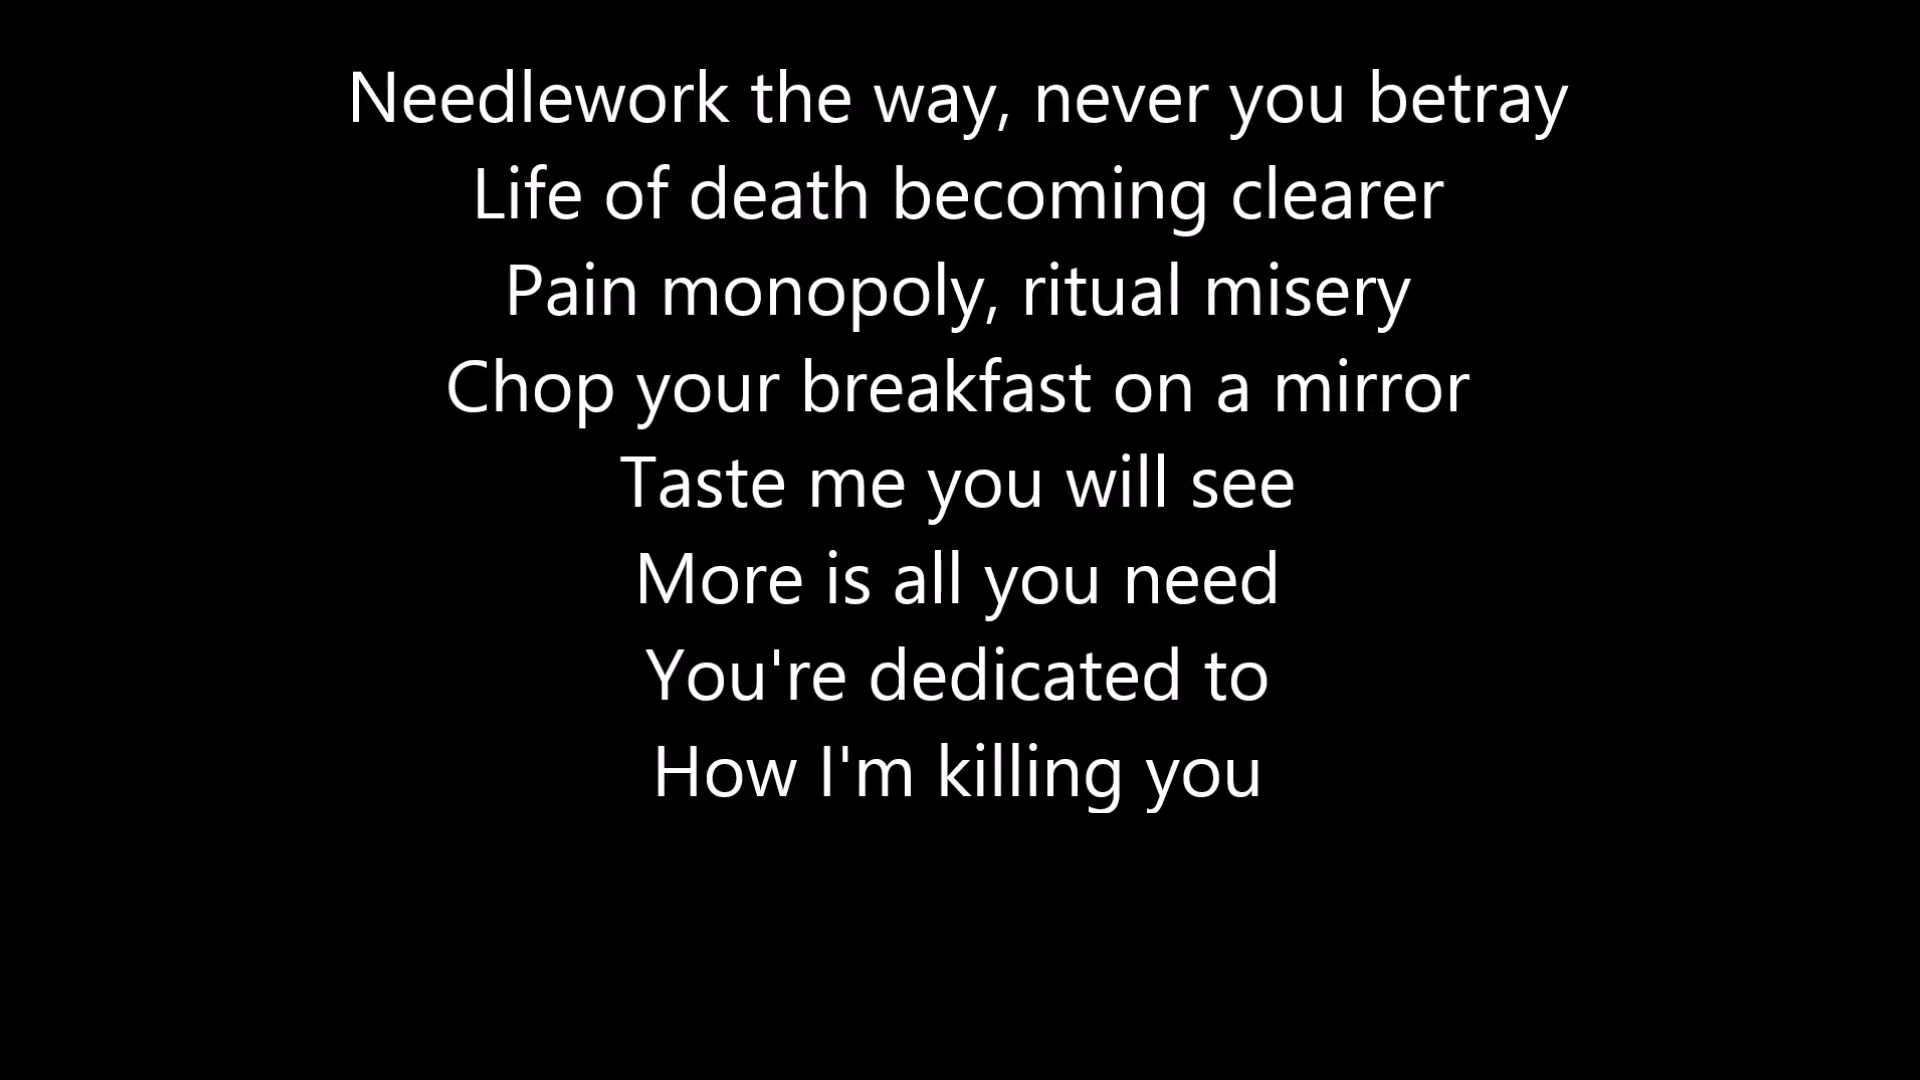 Needlework the way, never you betray
Life of death becoming clearer
Pain monopoly, ritual misery
Chop your breakfast on a mirror
Taste me you will see
More is all you need
You're dedicated to
How I'm killing you